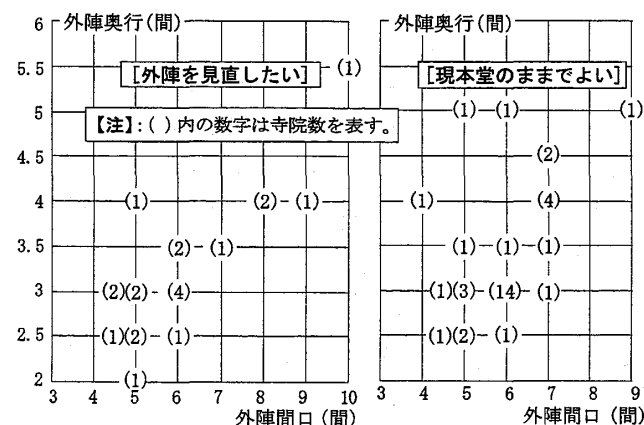 6
外陣奥行(間)
外陣奥行(間)
5.5
[外陣を見直したい]
(1)
[現本堂のままでよい]
5
(1) (1) (1)
【注】:( )内の数字は寺院数を表す。
4.5
(2)
4
(1) (2) (1)
(1) (4)
3.5
(2) (1)
(1) (1) (1)
3
(2)(2) (4)
(1)(3) (14) (1)
2.5
(1)(2) (1)
(1)(2) (1)
2
(1)
3 4 5 6 7 8 9 10
3 4 5 6 7 8 9
外陣間口(間)
外陣間口(間)